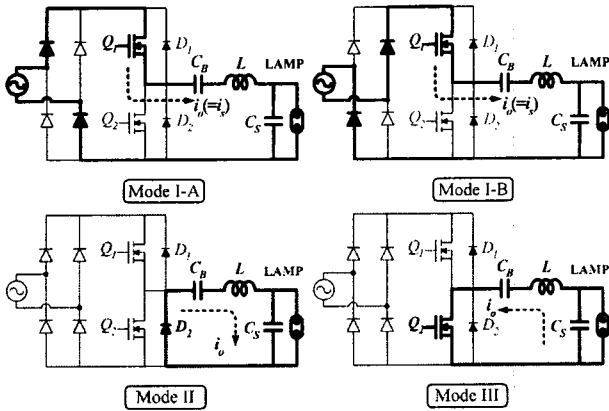 Q1 D1 CB L LAMP
io(=is)
Q2 D2 CS
Mode I-A
Q1 D1 CB L LAMP
io(=is)
Q2 D2 CS
Mode I-B
Q1 D1 CB L LAMP
Q2 D2 io CS
Mode II
Q1 D1 CB L LAMP
Q2 D2 io CS
Mode III